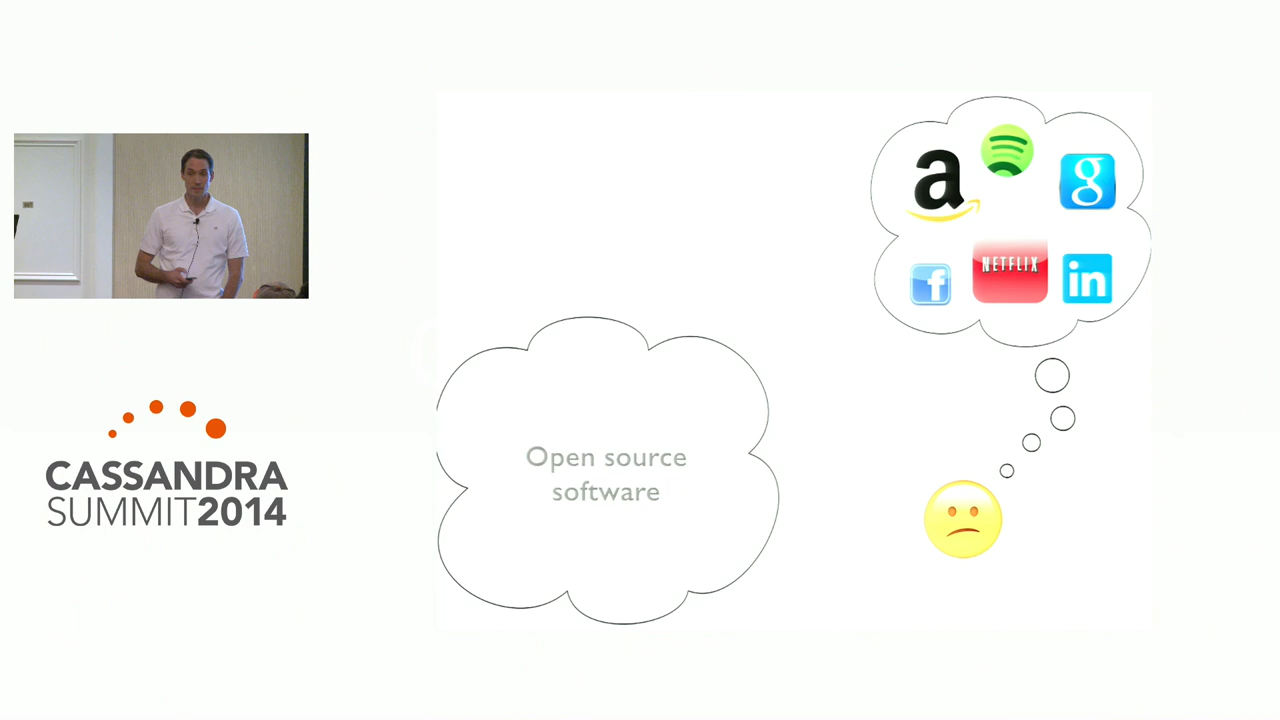 a
g
f
NETFLIX
in
Open source
software
CASSANDRA
SUMMIT2014